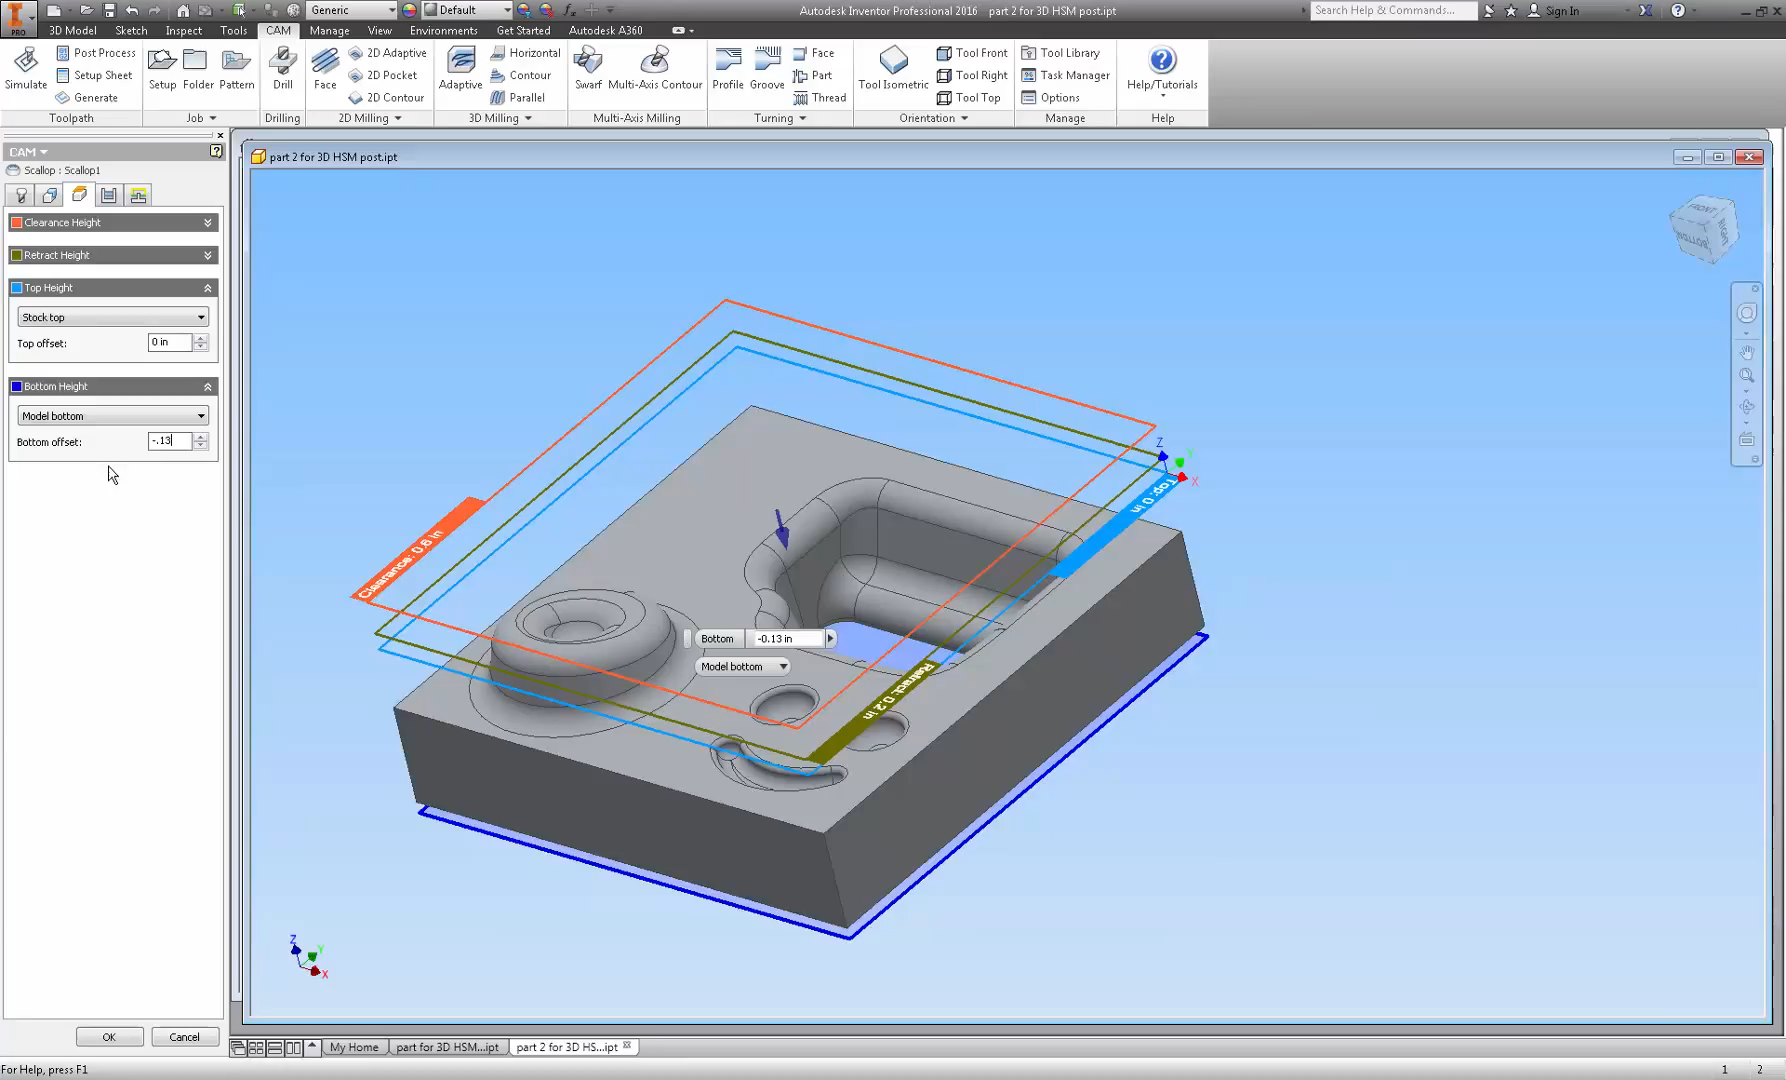 Generic
Default
Autodesk Inventor Professional 2016 part 2 for 3D HSM post.ipt
Search Help & Commands...
Sign In
PRO
3D Model Sketch Inspect Tools CAM Manage View Environments Get Started Autodesk A360
Simulate
Post Process
Setup Sheet
Generate
Toolpath
Setup Folder Pattern
Job
Drill
Drilling
Face
2D Adaptive
2D Pocket
2D Contour
2D Milling
Adaptive
Horizontal
Contour
Parallel
3D Milling
Swarf Multi-Axis Contour
Multi-Axis Milling
Profile Groove
Face
Part
Thread
Turning
Tool Isometric
Tool Front
Tool Right
Tool Top
Orientation
Tool Library
Task Manager
Options
Manage
Help/Tutorials
Help
CAM
Scallop : Scallop1
Clearance Height
Retract Height
Top Height
Stock top
Top offset: 0 in
Bottom Height
Model bottom
Bottom offset: -.13
OK Cancel
part 2 for 3D HSM post.ipt
FRONT
RIGHT
BOTTOM
Z
Y
X
Clearance: 0.6 in
Top: 0 in
Retract: 0.2 in
Bottom -0.13 in
Model bottom
Z
Y
X
My Home part for 3D HSM...ipt part 2 for 3D HS...ipt
For Help, press F1
1 2